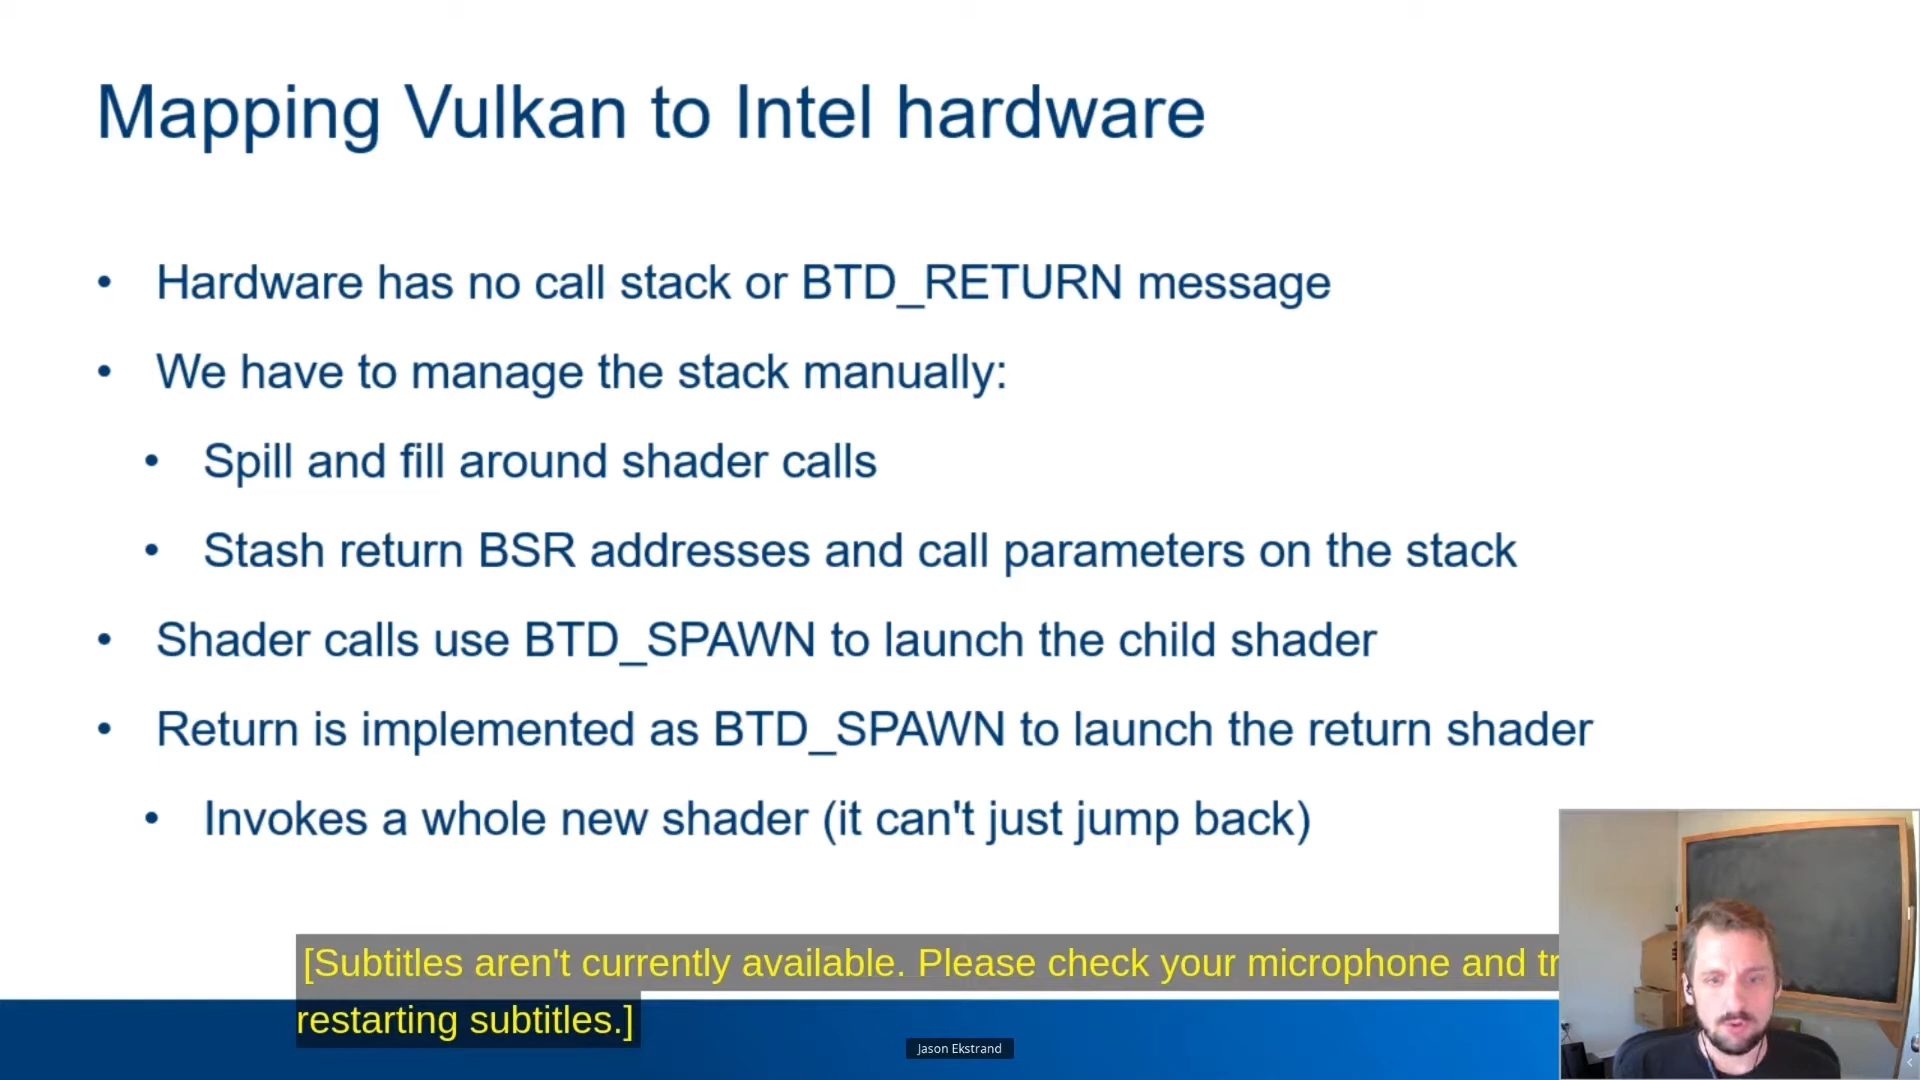 Mapping Vulkan to Intel hardware
• Hardware has no call stack or BTD_RETURN message
• We have to manage the stack manually:
• Spill and fill around shader calls
• Stash return BSR addresses and call parameters on the stack
• Shader calls use BTD_SPAWN to launch the child shader
• Return is implemented as BTD_SPAWN to launch the return shader
• Invokes a whole new shader (it can't just jump back)
[Subtitles aren't currently available. Please check your microphone and tr
restarting subtitles.]
Jason Ekstrand